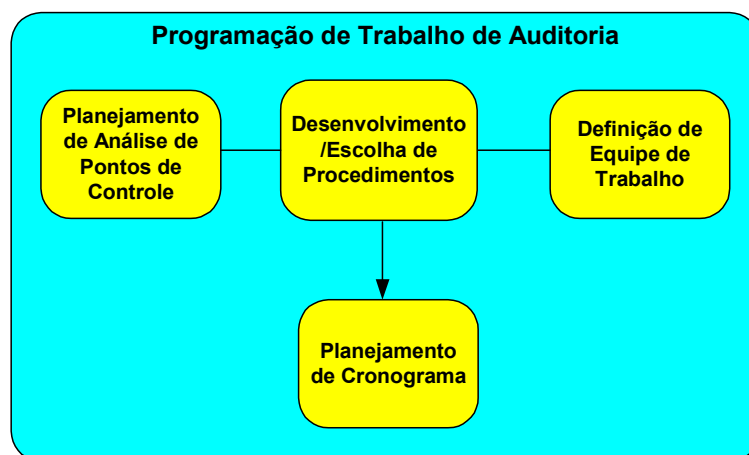 Programação de Trabalho de Auditoria
Planejamento
de Análise de
Pontos de
Controle
Desenvolvimento
/Escolha de
Procedimentos
Definição de
Equipe de
Trabalho
Planejamento
de Cronograma